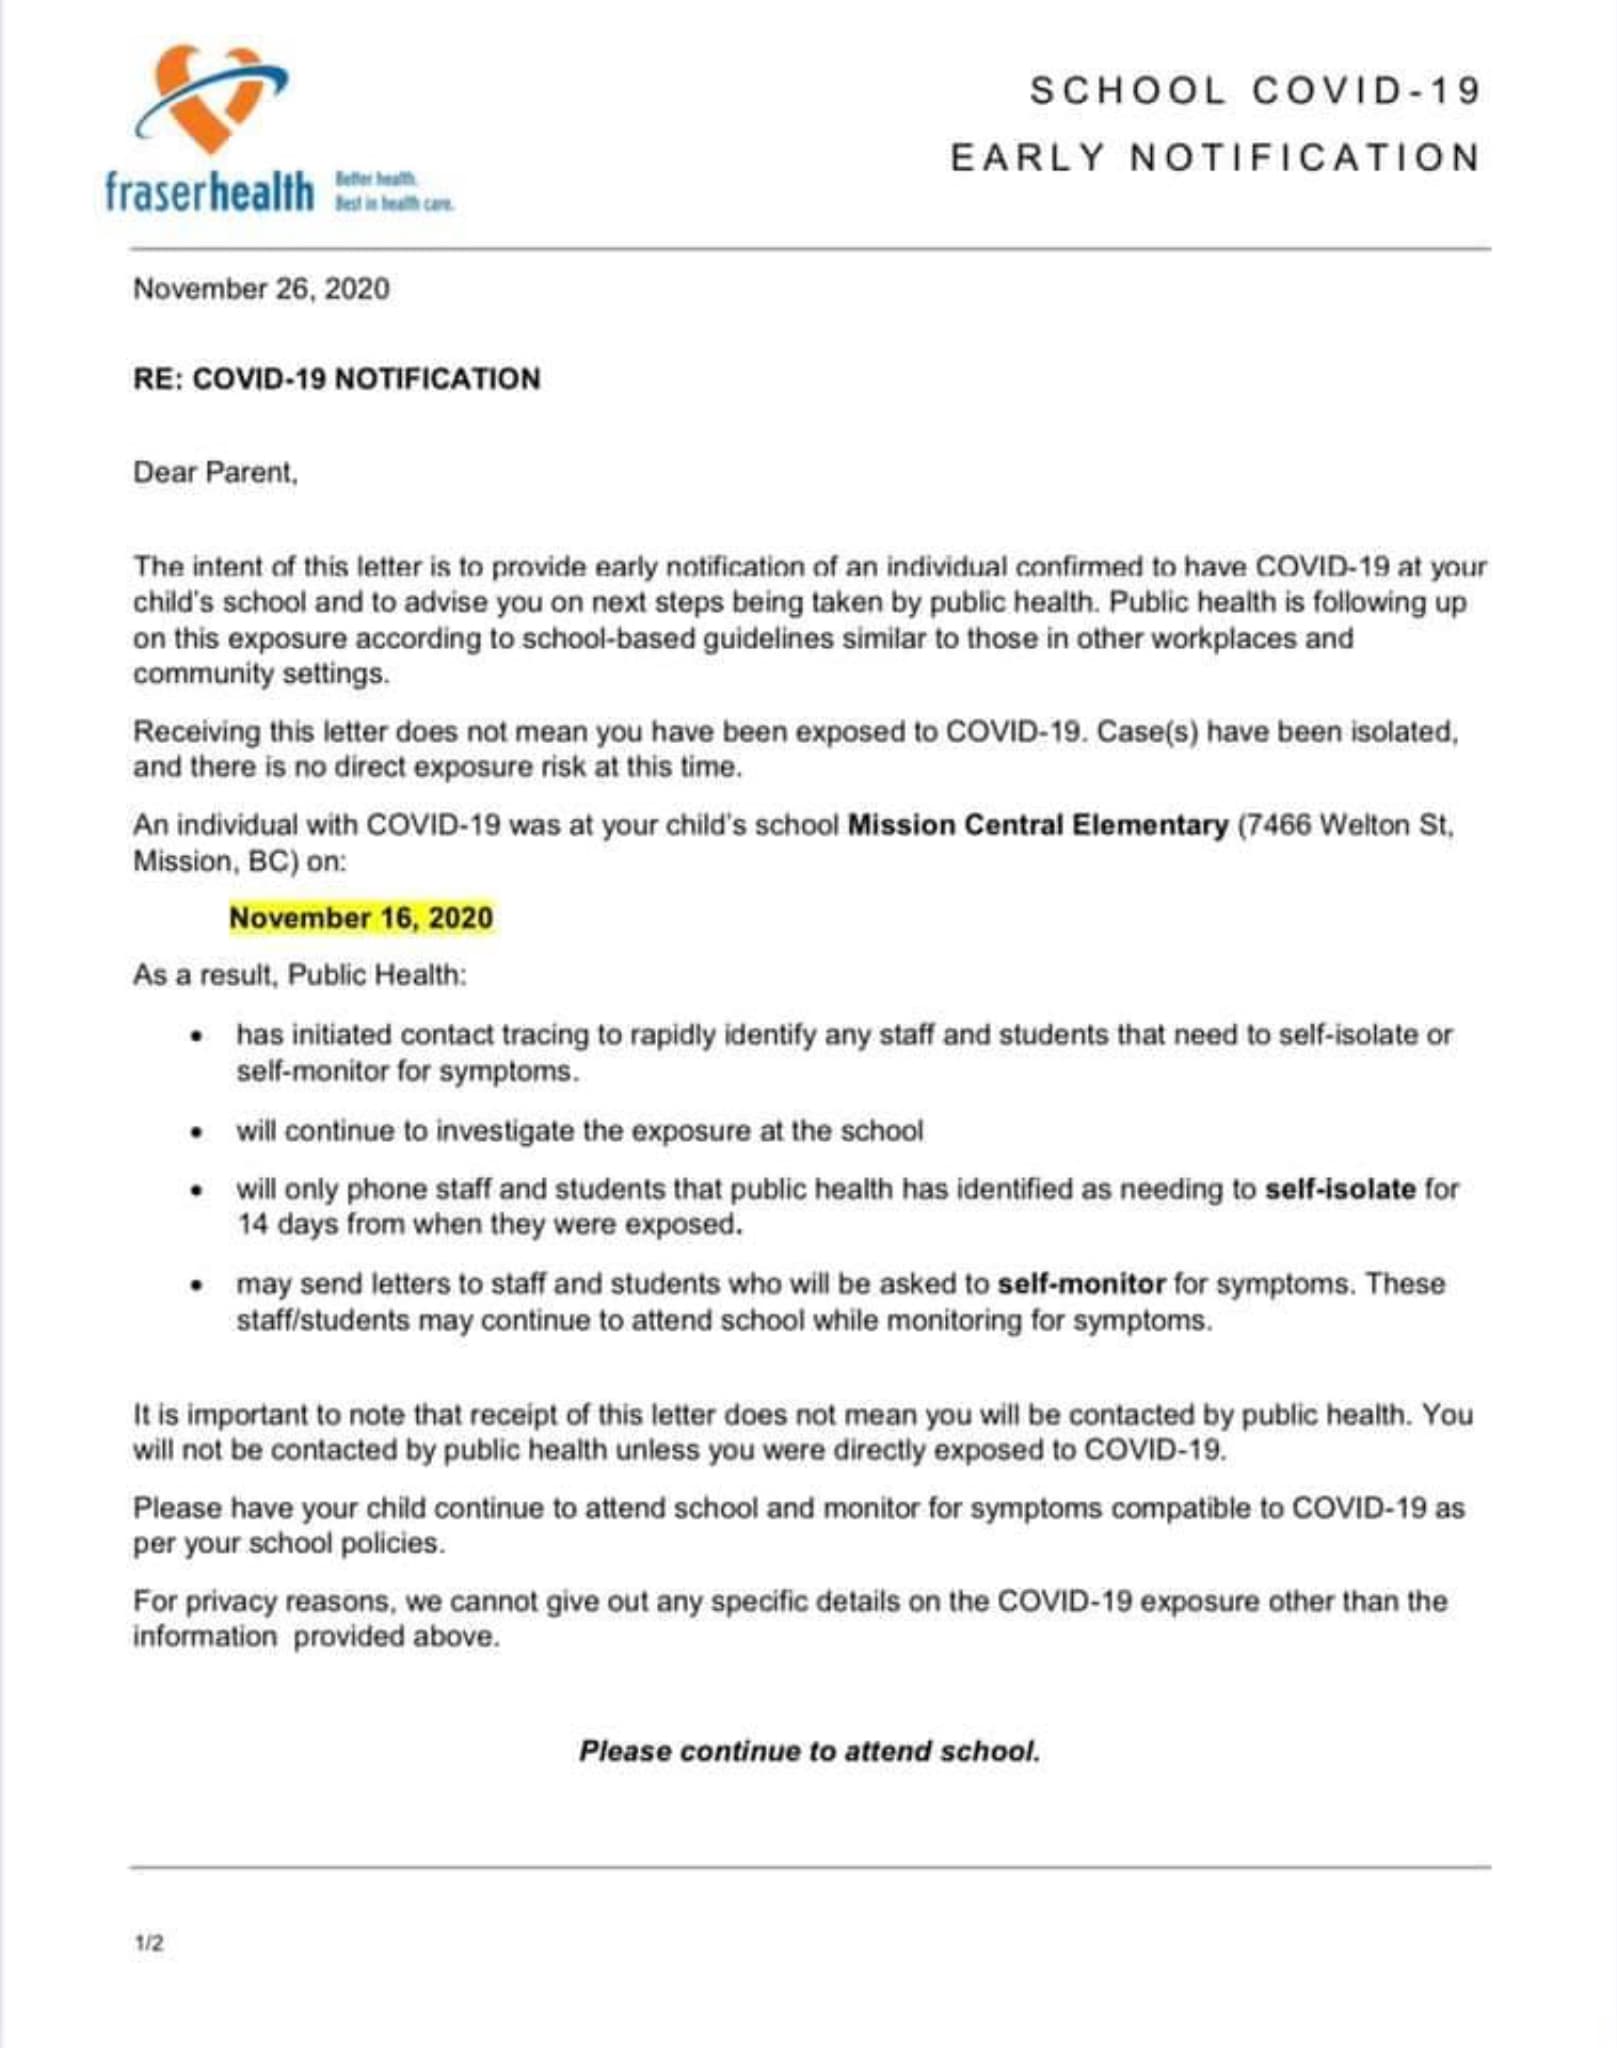 SCHOOL COVID-19
EARLY NOTIFICATION
fraserhealth
Better health.
Best in health care.
November 26, 2020
RE: COVID-19 NOTIFICATION
Dear Parent,
The intent of this letter is to provide early notification of an individual confirmed to have COVID-19 at your
child's school and to advise you on next steps being taken by public health. Public health is following up
on this exposure according to school-based guidelines similar to those in other workplaces and
community settings.
Receiving this letter does not mean you have been exposed to COVID-19. Case(s) have been isolated,
and there is no direct exposure risk at this time.
An individual with COVID-19 was at your child's school Mission Central Elementary (7466 Welton St,
Mission, BC) on:
November 16, 2020
As a result, Public Health:
• has initiated contact tracing to rapidly identify any staff and students that need to self-isolate or
self-monitor for symptoms.
• will continue to investigate the exposure at the school
• will only phone staff and students that public health has identified as needing to self-isolate for
14 days from when they were exposed.
• may send letters to staff and students who will be asked to self-monitor for symptoms. These
staff/students may continue to attend school while monitoring for symptoms.
It is important to note that receipt of this letter does not mean you will be contacted by public health. You
will not be contacted by public health unless you were directly exposed to COVID-19.
Please have your child continue to attend school and monitor for symptoms compatible to COVID-19 as
per your school policies.
For privacy reasons, we cannot give out any specific details on the COVID-19 exposure other than the
information provided above.
Please continue to attend school.
1/2